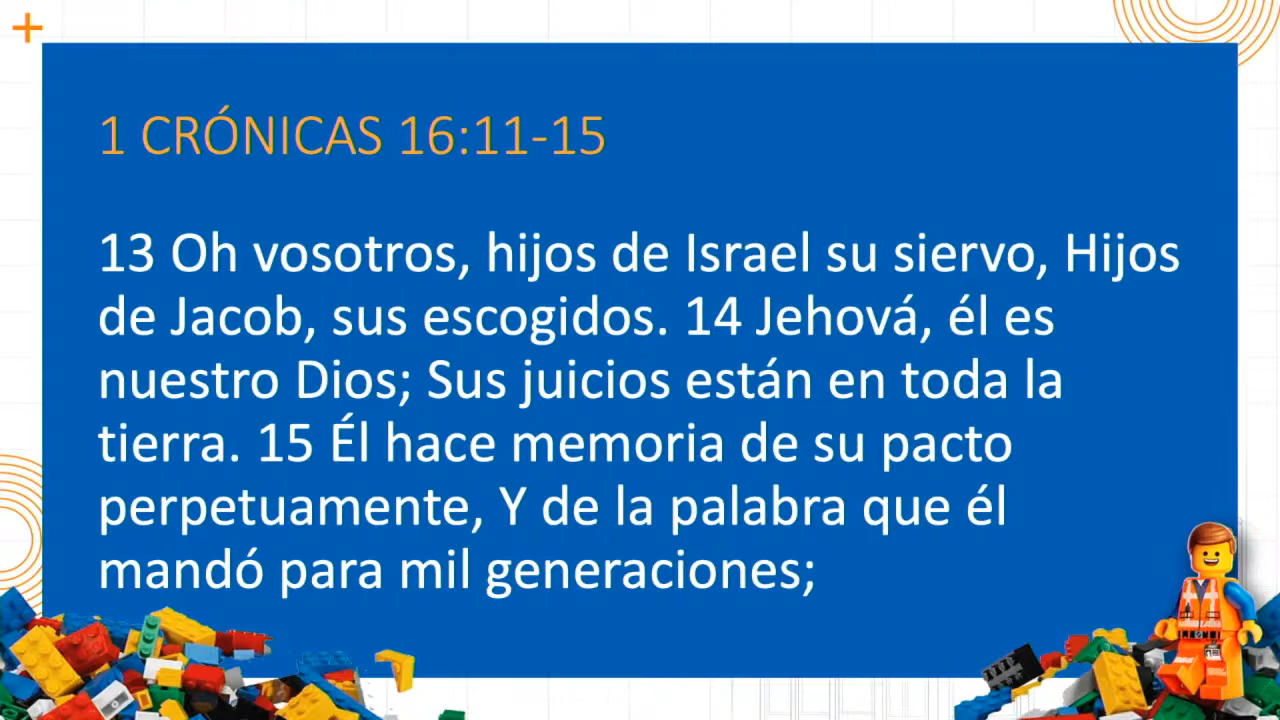 1 CRÓNICAS 16:11-15
13 Oh vosotros, hijos de Israel su siervo, Hijos
de Jacob, sus escogidos. 14 Jehová, él es
nuestro Dios; Sus juicios están en toda la
tierra. 15 Él hace memoria de su pacto
perpetuamente, Y de la palabra que él
mandó para mil generaciones;